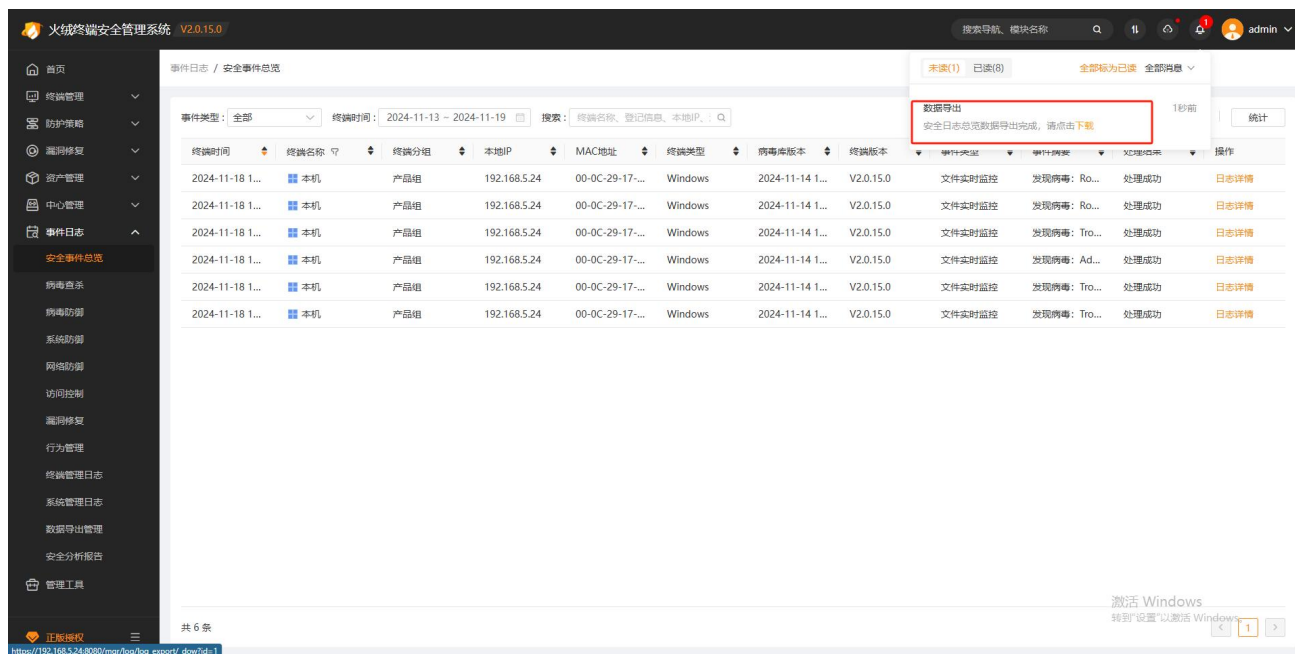 火绒终端安全管理系统 V2.0.15.0 搜索导航、模块名称 1 admin
首页
终端管理
防护策略
漏洞修复
资产管理
中心管理
事件日志
安全事件总览
病毒查杀
病毒防御
系统防御
网络防御
访问控制
漏洞修复
行为管理
终端管理日志
系统管理日志
数据导出管理
安全分析报告
管理工具
正版授权
事件日志 / 安全事件总览
未读(1) 已读(8) 全部标为已读 全部消息
数据导出 1秒前
安全日志总览数据导出完成，请点击下载
事件类型： 全部 终端时间： 2024-11-13 ~ 2024-11-19 搜索： 终端名称、登记信息、本地IP、 统计
终端时间 终端名称 终端分组 本地IP MAC地址 终端类型 病毒库版本 终端版本 事件类型 事件摘要 处理结果 操作
2024-11-18 1... 本机 产品组 192.168.5.24 00-0C-29-17-... Windows 2024-11-14 1... V2.0.15.0 文件实时监控 发现病毒：Ro... 处理成功 日志详情
2024-11-18 1... 本机 产品组 192.168.5.24 00-0C-29-17-... Windows 2024-11-14 1... V2.0.15.0 文件实时监控 发现病毒：Ro... 处理成功 日志详情
2024-11-18 1... 本机 产品组 192.168.5.24 00-0C-29-17-... Windows 2024-11-14 1... V2.0.15.0 文件实时监控 发现病毒：Tro... 处理成功 日志详情
2024-11-18 1... 本机 产品组 192.168.5.24 00-0C-29-17-... Windows 2024-11-14 1... V2.0.15.0 文件实时监控 发现病毒：Ad... 处理成功 日志详情
2024-11-18 1... 本机 产品组 192.168.5.24 00-0C-29-17-... Windows 2024-11-14 1... V2.0.15.0 文件实时监控 发现病毒：Tro... 处理成功 日志详情
2024-11-18 1... 本机 产品组 192.168.5.24 00-0C-29-17-... Windows 2024-11-14 1... V2.0.15.0 文件实时监控 发现病毒：Tro... 处理成功 日志详情
激活 Windows
转到"设置"以激活 Windows。
共 6 条 1
https://192.168.5.24:8080/mgr/log/log_export/_dow?id=1